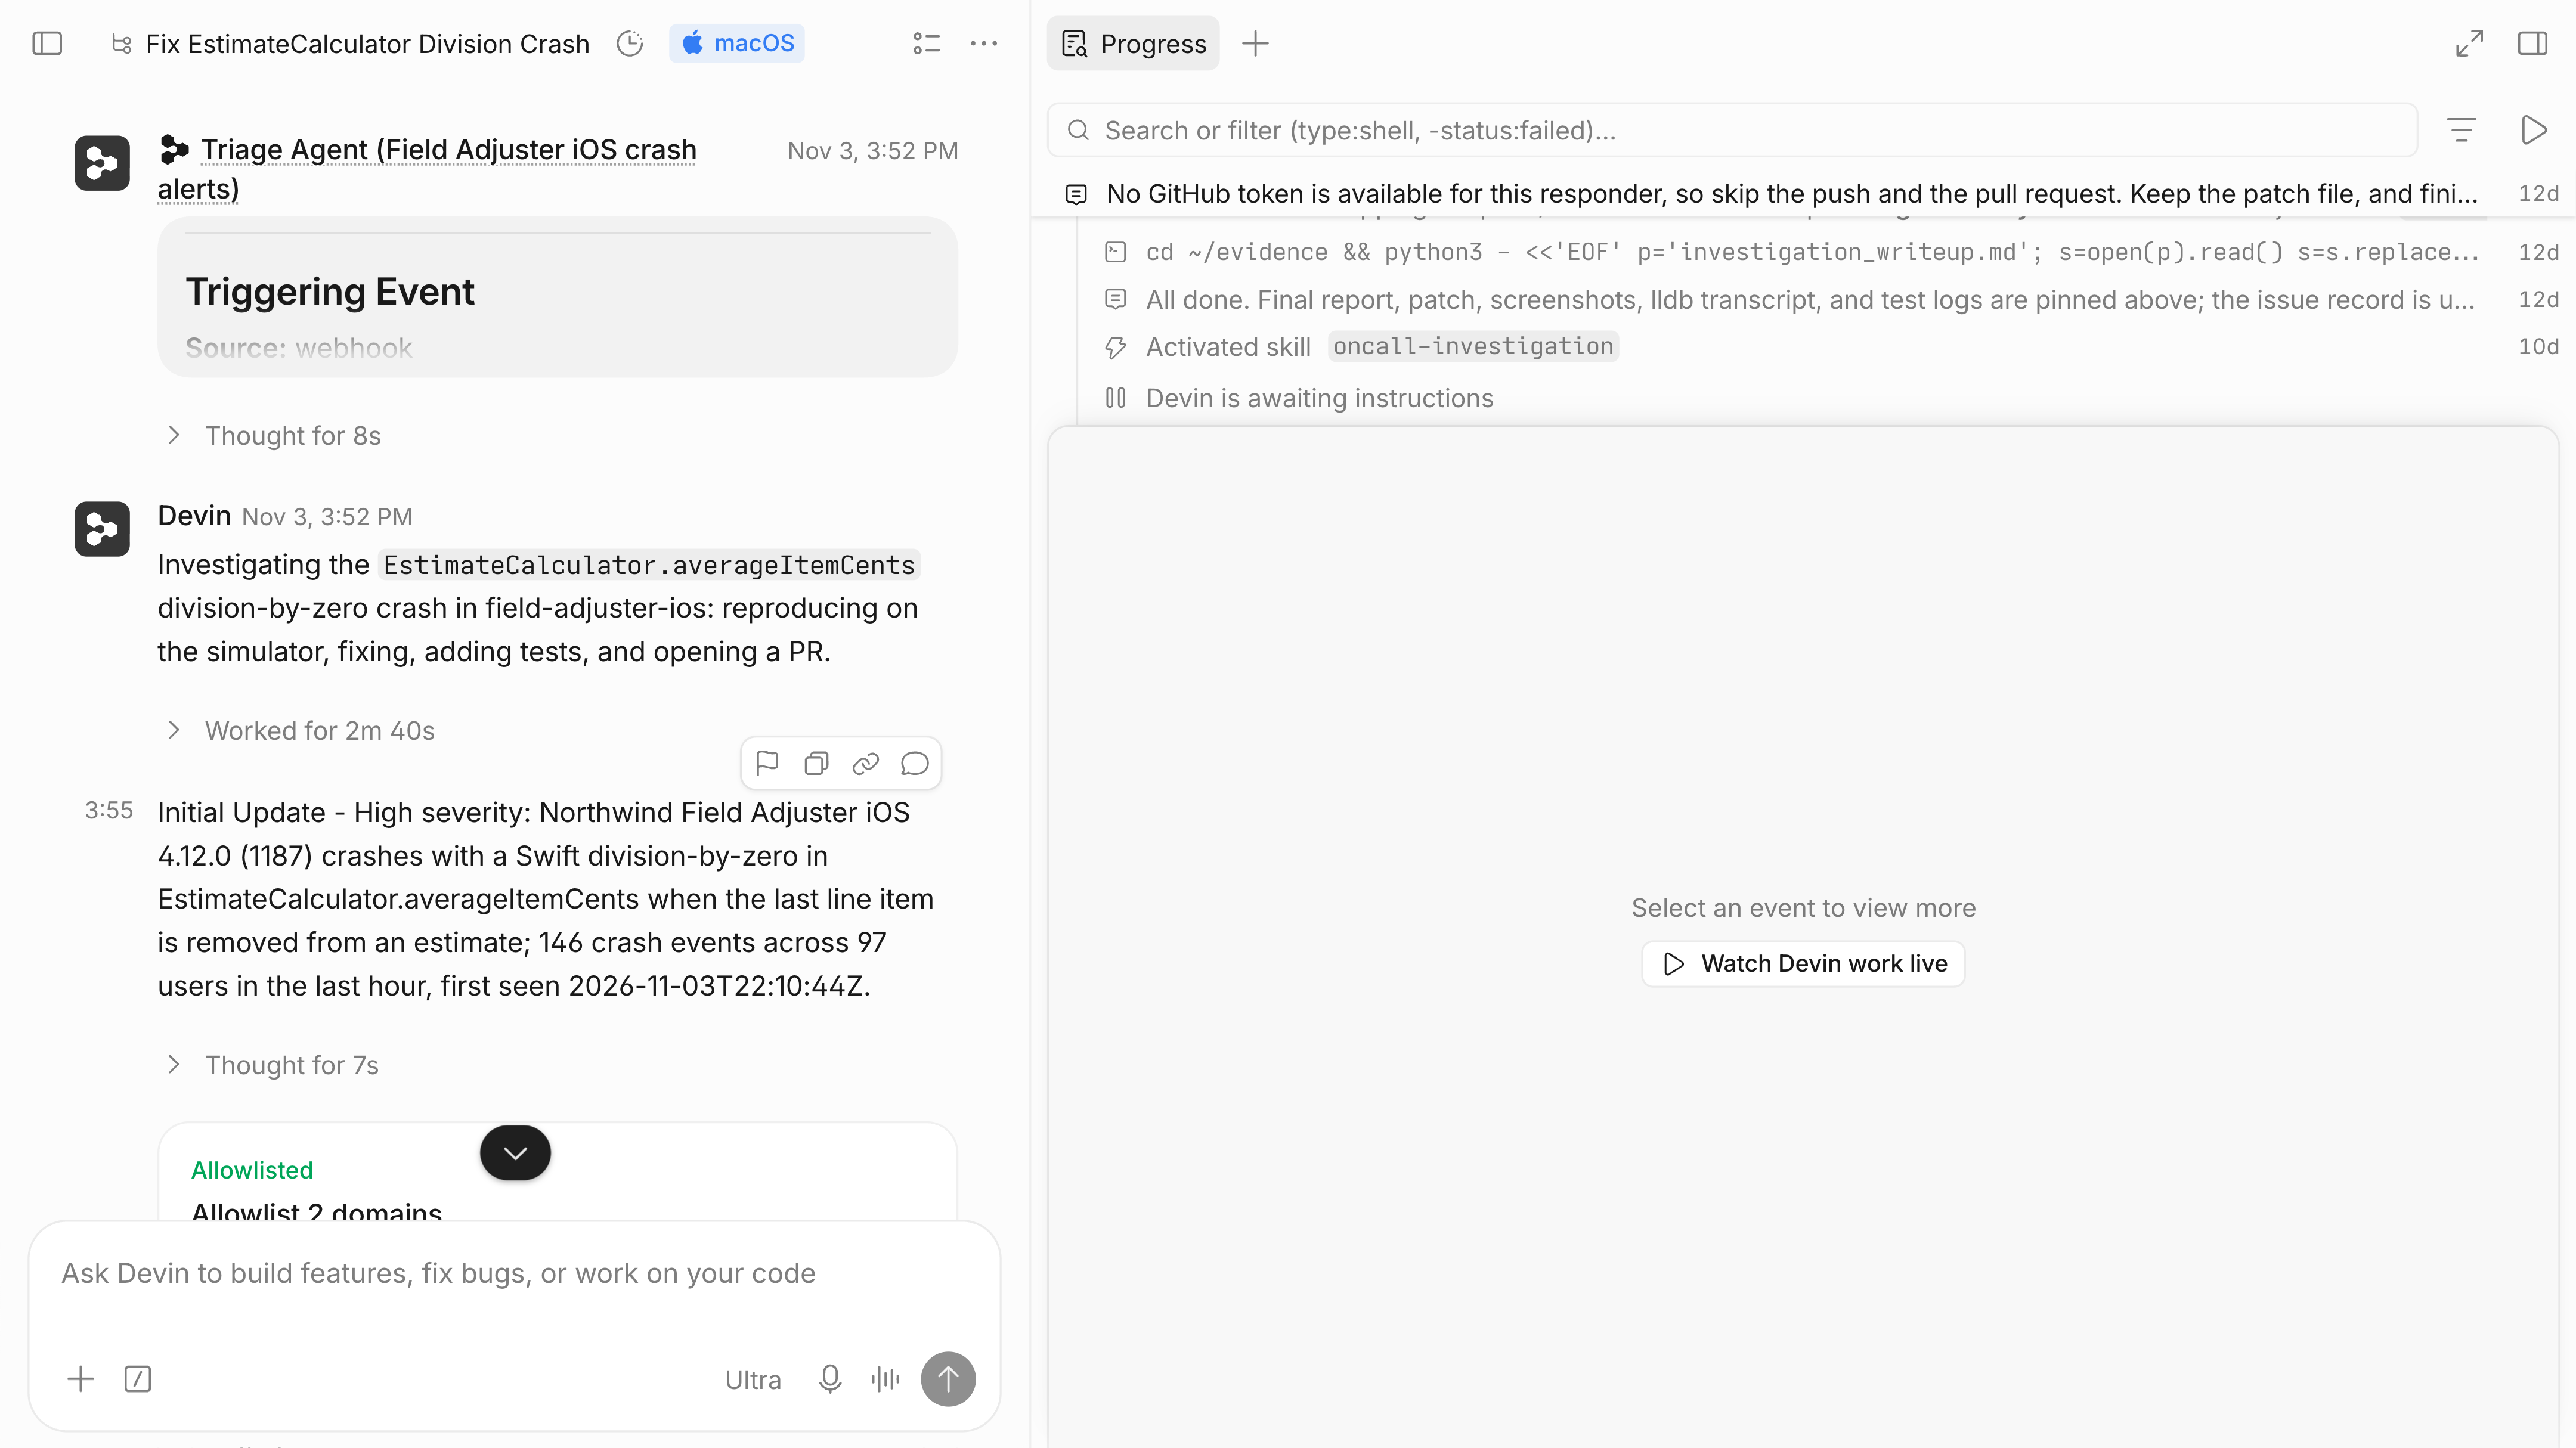 Fix EstimateCalculator Division Crash
macOS
Triage Agent (Field Adjuster iOS crash
alerts)
Nov 3, 3:52 PM
Triggering Event
Source: webhook
Thought for 8s
Devin Nov 3, 3:52 PM
Investigating the EstimateCalculator.averageItemCents
division-by-zero crash in field-adjuster-ios: reproducing on
the simulator, fixing, adding tests, and opening a PR.
Worked for 2m 40s
3:55
Initial Update - High severity: Northwind Field Adjuster iOS
4.12.0 (1187) crashes with a Swift division-by-zero in
EstimateCalculator.averageItemCents when the last line item
is removed from an estimate; 146 crash events across 97
users in the last hour, first seen 2026-11-03T22:10:44Z.
Thought for 7s
Allowlisted
Allowlist 2 domains
Ask Devin to build features, fix bugs, or work on your code
Ultra
Progress
Search or filter (type:shell, -status:failed)...
No GitHub token is available for this responder, so skip the push and the pull request. Keep the patch file, and fini... 12d
cd ~/evidence && python3 - <<'EOF' p='investigation_writeup.md'; s=open(p).read() s=s.replace... 12d
All done. Final report, patch, screenshots, lldb transcript, and test logs are pinned above; the issue record is u... 12d
Activated skill oncall-investigation 10d
Devin is awaiting instructions
Select an event to view more
Watch Devin work live